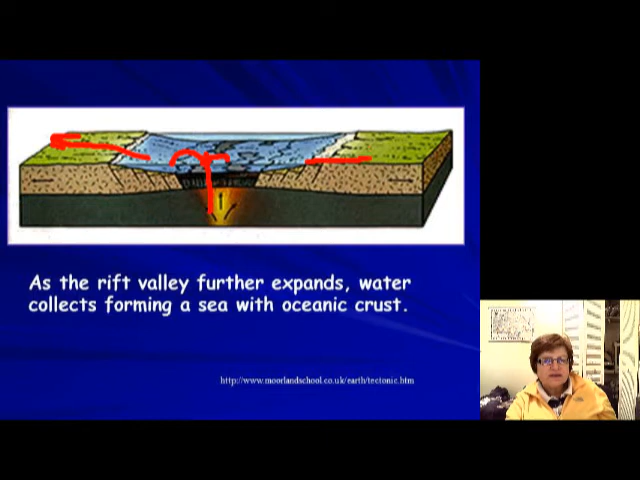 As the rift valley further expands, water
collects forming a sea with oceanic crust.
http://www.moorlandschool.co.uk/earth/tectonic.htm